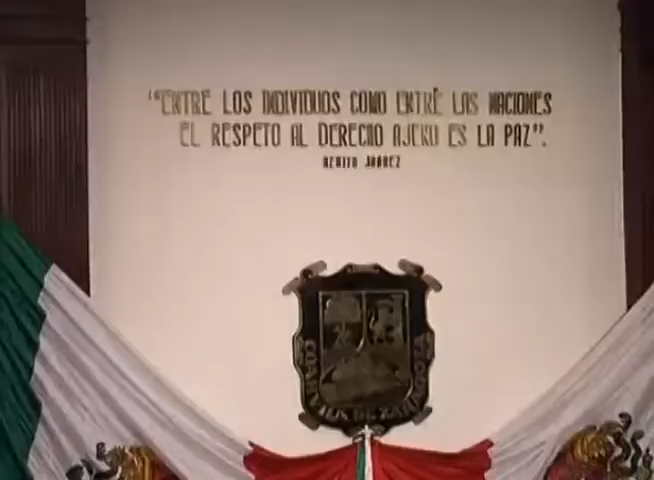 "ENTRE LOS INDIVIDUOS COMO ENTRE LAS NACIONES
EL RESPETO AL DERECHO AJENO ES LA PAZ".
BENITO JUAREZ
COAHUILA DE ZARAGOZA